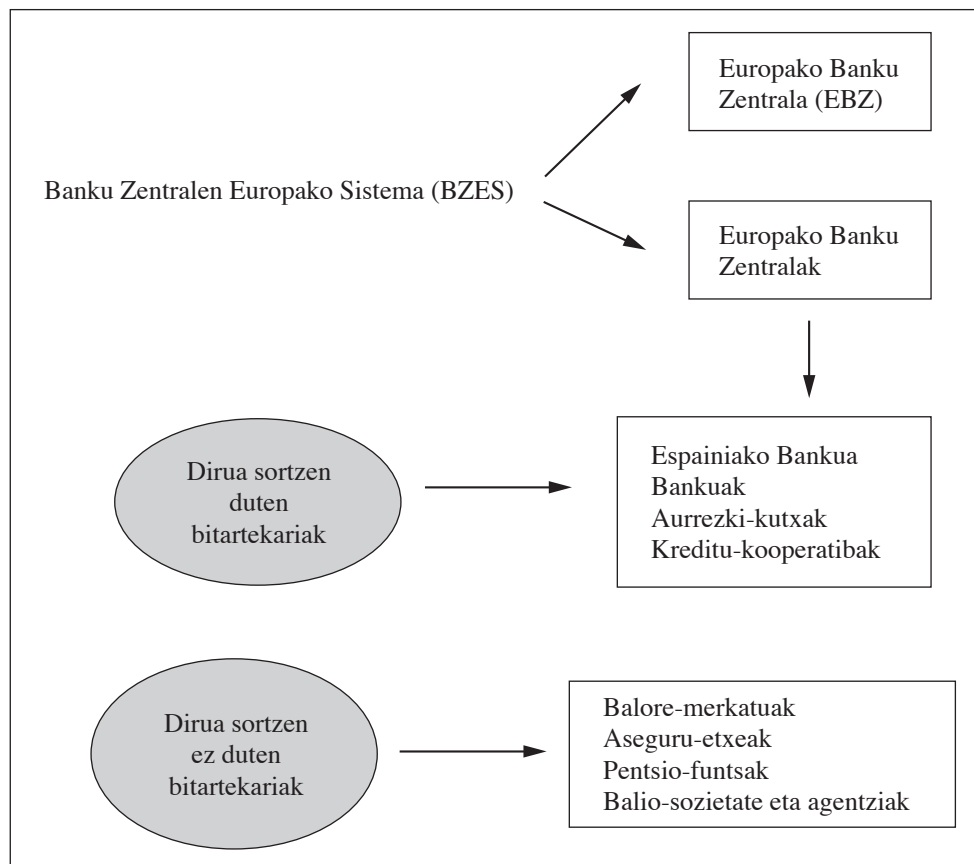 Europako Banku
Zentrala (EBZ)
Banku Zentralen Europako Sistema (BZES)
Europako Banku
Zentralak
Dirua sortzen
duten
bitartekariak
Espainiako Bankua
Bankuak
Aurrezki-kutxak
Kreditu-kooperatibak
Dirua sortzen
ez duten
bitartekariak
Balore-merkatuak
Aseguru-etxeak
Pentsio-funtsak
Balio-sozietate eta agentziak